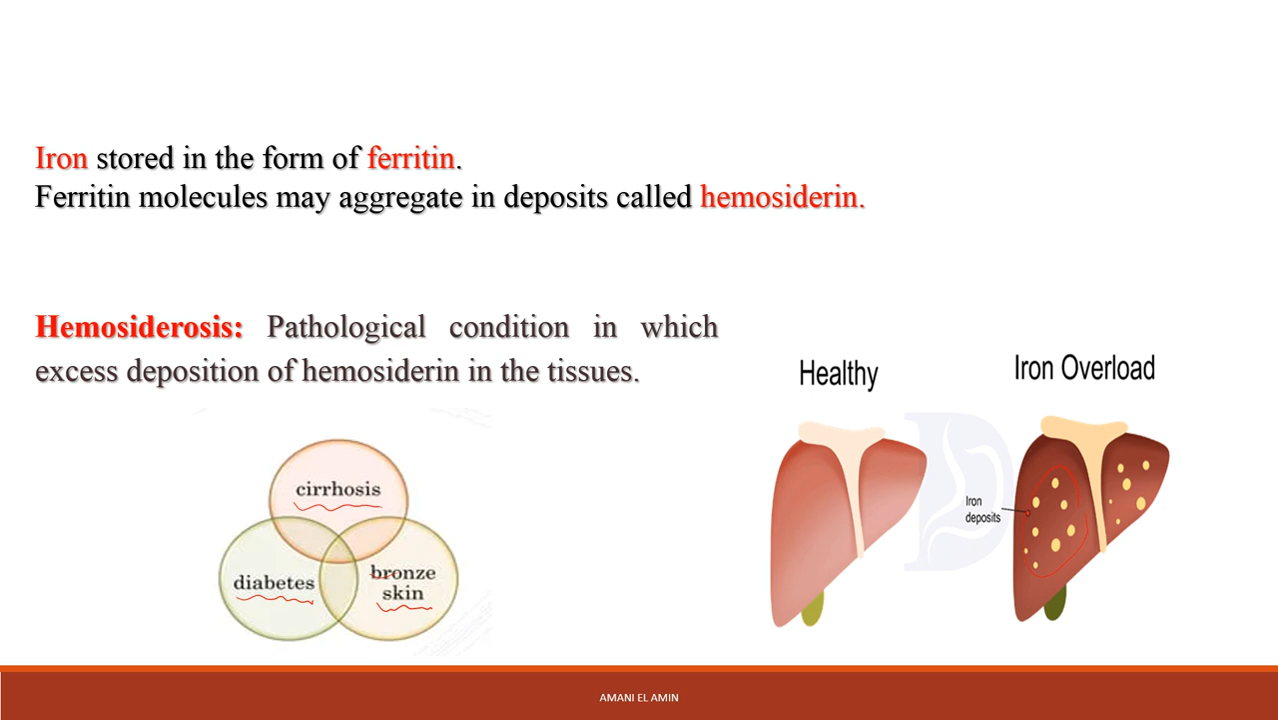 Iron stored in the form of ferritin.
Ferritin molecules may aggregate in deposits called hemosiderin.
Hemosiderosis: Pathological condition in which
excess deposition of hemosiderin in the tissues.
cirrhosis
diabetes
bronze
skin
Healthy
Iron Overload
Iron
deposits
AMANI EL AMIN